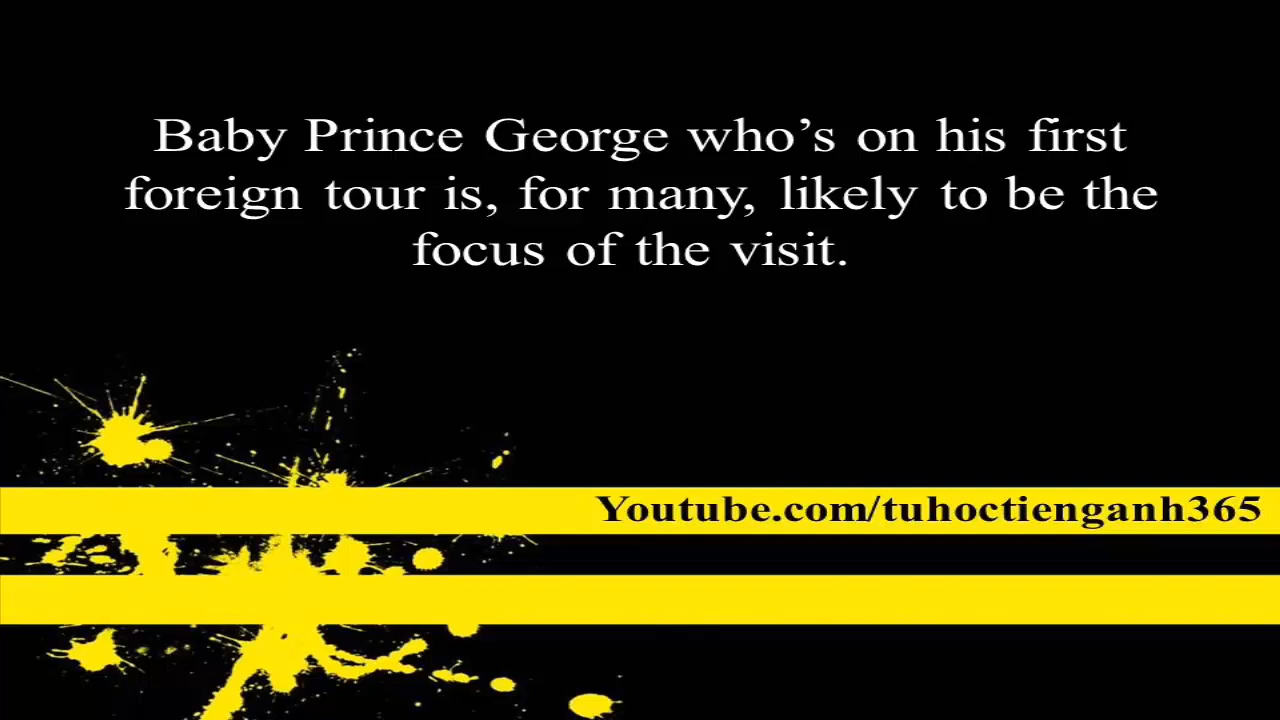 Baby Prince George who’s on his first
foreign tour is, for many, likely to be the
focus of the visit.
Youtube.com/tuhoctienganh365